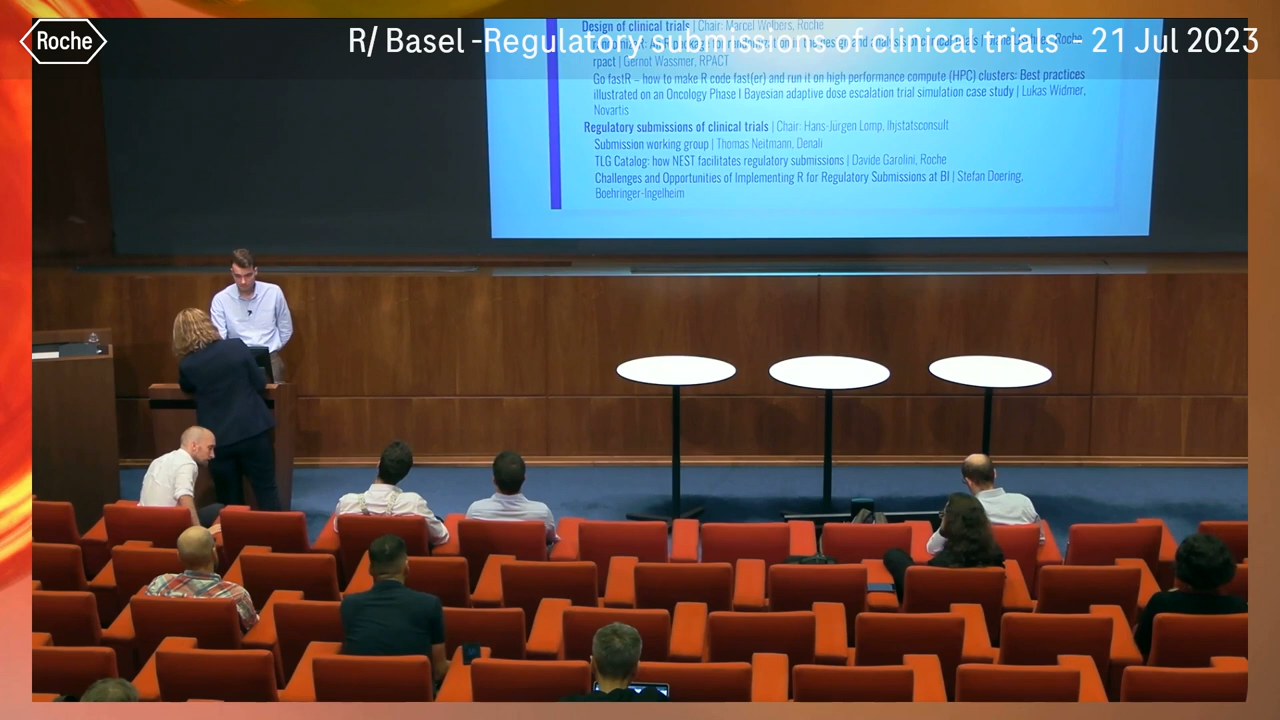 Roche
R/ Basel -Regulatory submissions of clinical trials - 21 Jul 2023
Design of clinical trials | Chair: Marcel Wolbers, Roche
rpact | Gernot Wassmer, RPACT
Go fastR – how to make R code fast(er) and run it on high performance compute (HPC) clusters: Best practices
illustrated on an Oncology Phase I Bayesian adaptive dose escalation trial simulation case study | Lukas Widmer,
Novartis
Regulatory submissions of clinical trials | Chair: Hans-Jürgen Lomp, lhjstatsconsult
Submission working group | Thomas Neitmann, Denali
TLG Catalog: how NEST facilitates regulatory submissions | Davide Garolini, Roche
Challenges and Opportunities of Implementing R for Regulatory Submissions at BI | Stefan Doering,
Boehringer-Ingelheim